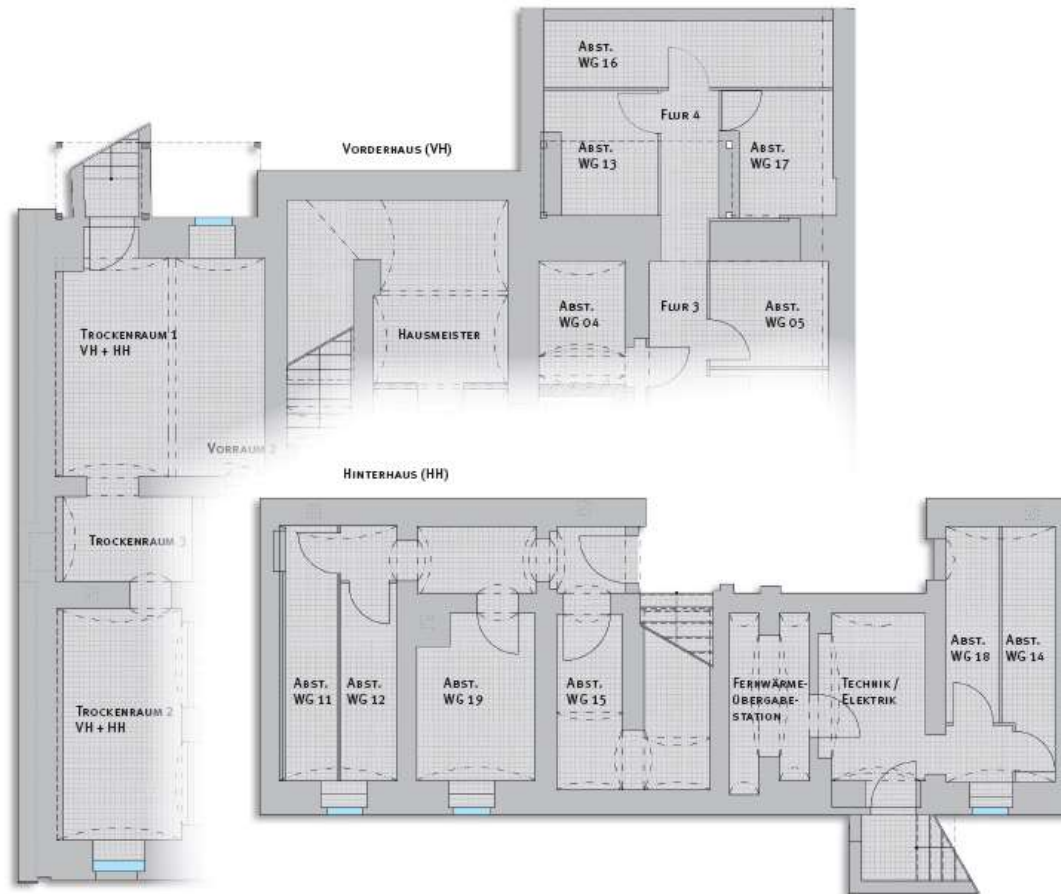 Abst.
WG 16
Flur 4
Vorderhaus (VH)
Abst.
WG 13
Abst.
WG 17
Trockenraum 1
VH + HH
Hausmeister
Abst.
WG 04
Flur 3
Abst.
WG 05
Vorraum 2
Hinterhaus (HH)
Trockenraum 3
Trockenraum 2
VH + HH
Abst.
WG 11
Abst.
WG 12
Abst.
WG 19
Abst.
WG 15
Fernwärme-
übergabe-
station
Technik /
Elektrik
Abst.
WG 18
Abst.
WG 14